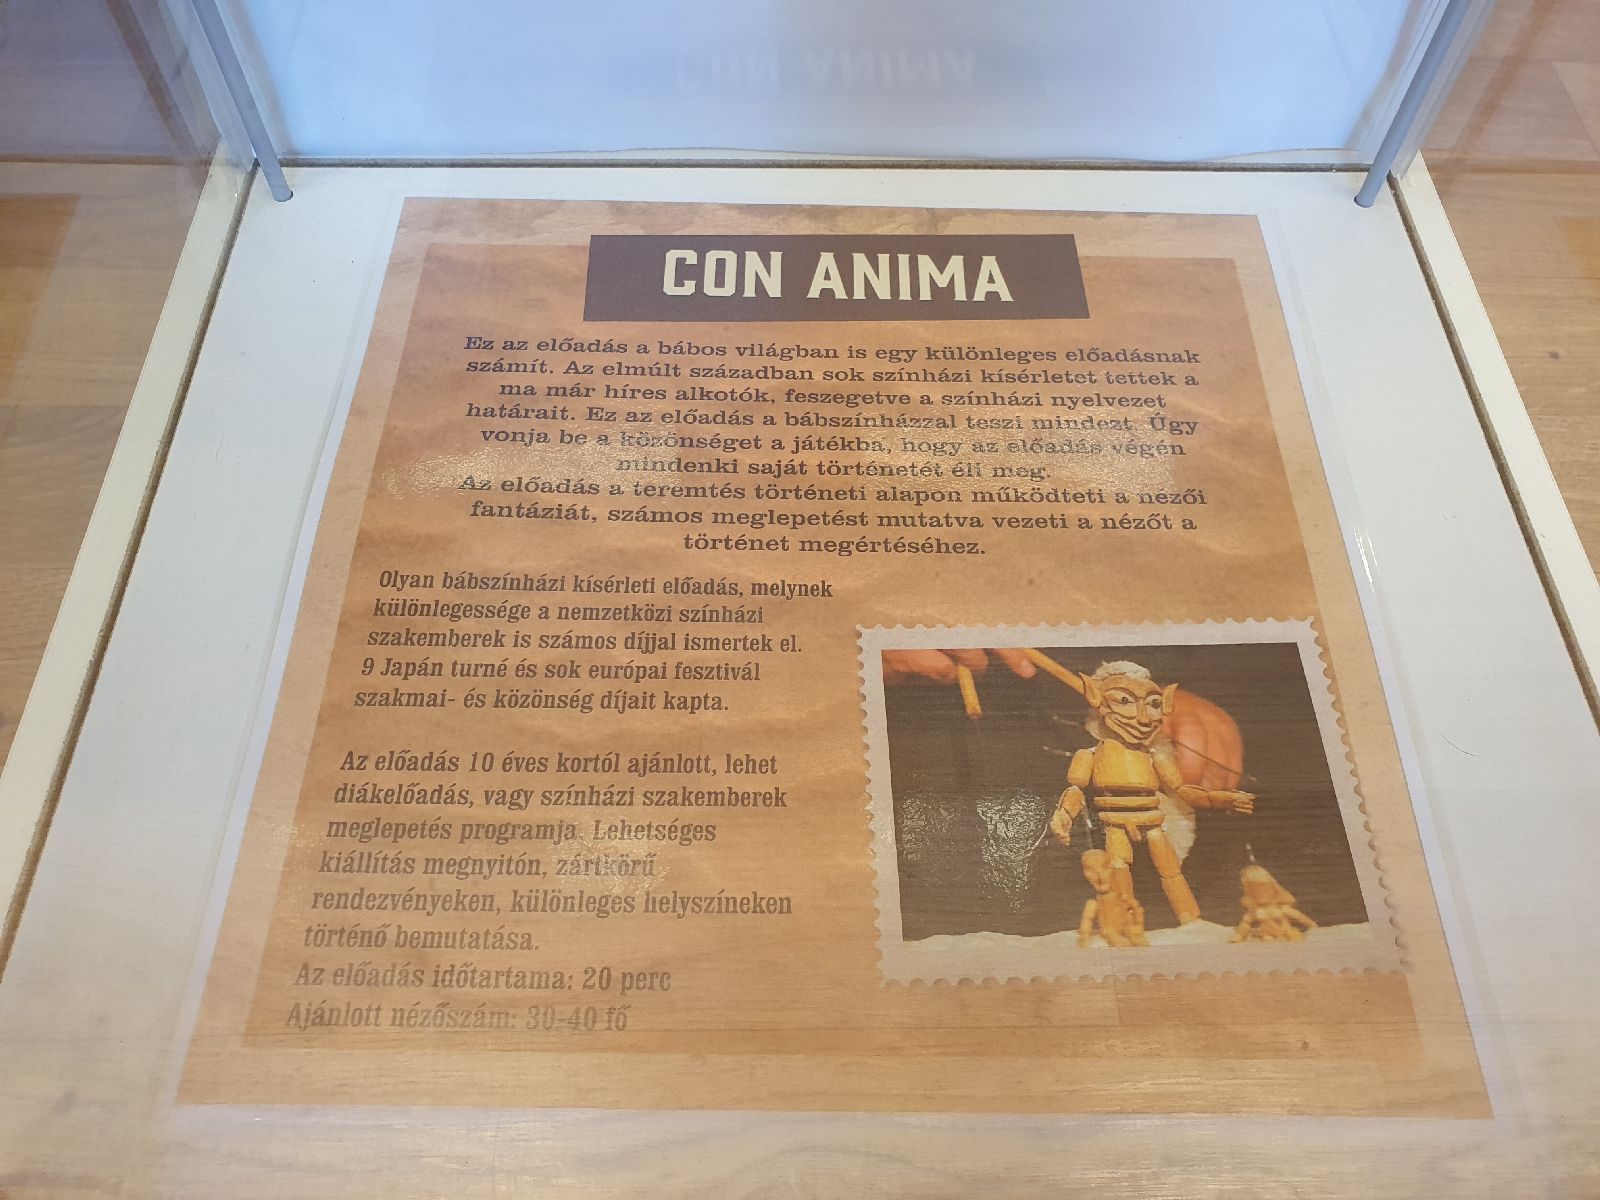 CON ANIMA
Ez az előadás a bábos világban is egy különleges előadásnak
számít. Az elmúlt században sok színházi kísérletet tettek a
ma már híres alkotók, feszegetve a színházi nyelvezet
határait. Ez az előadás a bábszínházzal teszi mindezt. Úgy
vonja be a közönséget a játékba, hogy az előadás végén
mindenki saját történetét éli meg.
Az előadás a teremtés történeti alapon működteti a nézői
fantáziát, számos meglepetést mutatva vezeti a nézőt a
történet megértéséhez.
Olyan bábszínházi kísérleti előadás, melynek
különlegessége a nemzetközi színházi
szakemberek is számos díjjal ismertek el.
9 Japán turné és sok európai fesztivál
szakmai- és közönség díjait kapta.
Az előadás 10 éves kortól ajánlott, lehet
diákelőadás, vagy színházi szakemberek
meglepetés programja. Lehetséges
kiállítás megnyitón, zártkörű
rendezvényeken, különleges helyszíneken
történő bemutatása.
Az előadás időtartama: 20 perc
Ajánlott nézőszám: 30-40 fő